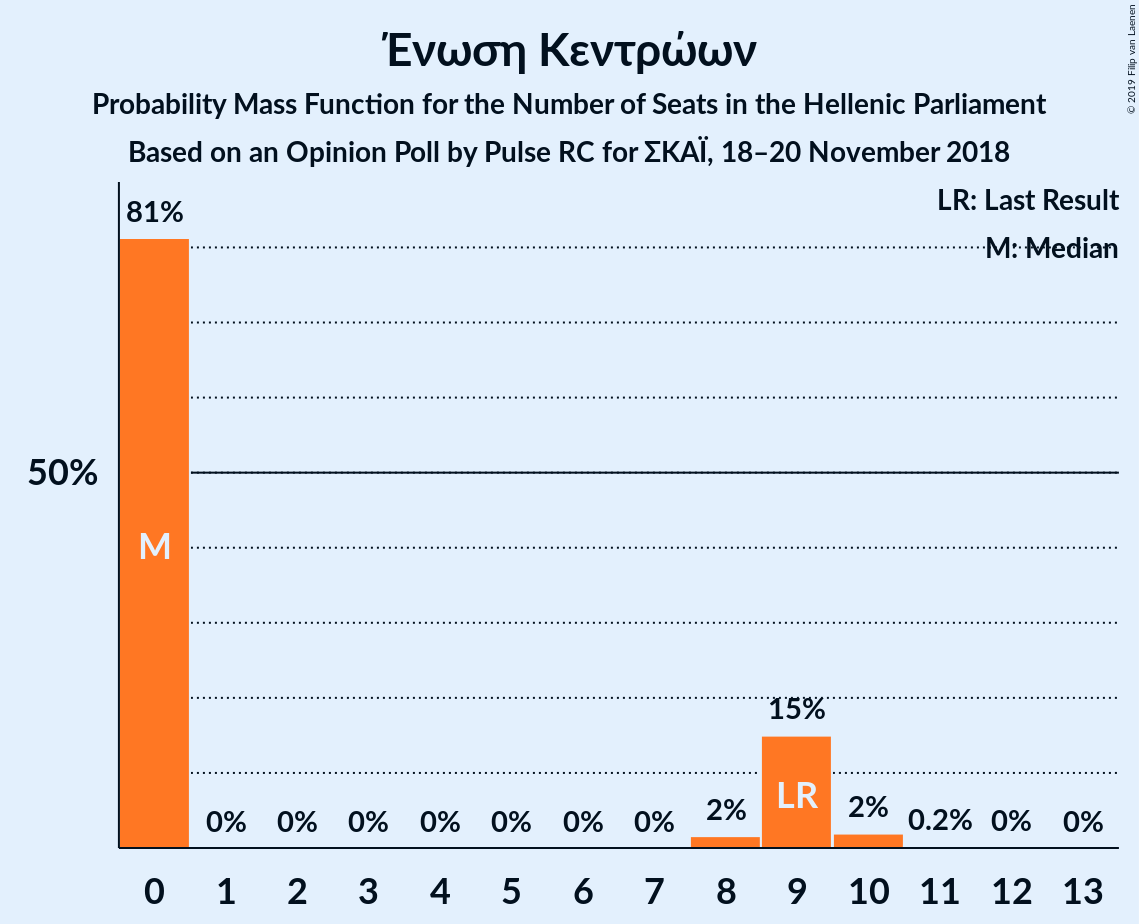 Ένωση Κεντρώων
Probability Mass Function for the Number of Seats in the Hellenic Parliament
Based on an Opinion Poll by Pulse RC for ΣΚΑΪ, 18–20 November 2018
© 2019 Filip van Laenen
LR: Last Result
M: Median
81%
50%
M
15%
LR
0% 0% 0% 0% 0% 0% 0% 2% 2% 0.2% 0% 0%
0 1 2 3 4 5 6 7 8 9 10 11 12 13